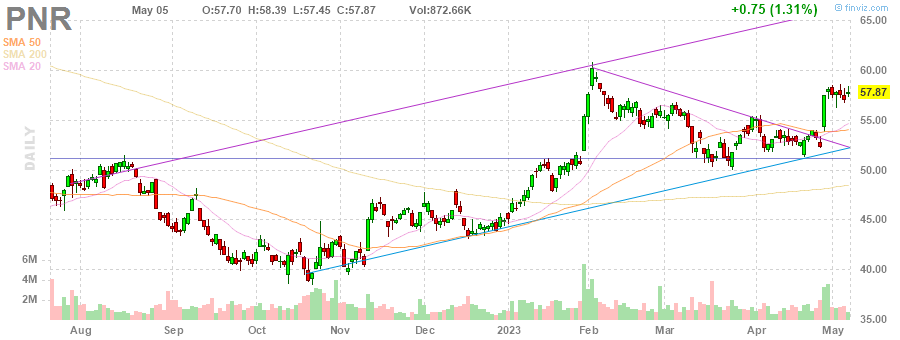 PNR May 05 O:57.70 H:58.39 L:57.45 C:57.87 Vol:872.66K +0.75 (1.31%) finviz.com
SMA 50
SMA 200
SMA 20
DAILY
65.00
60.00
57.87
55.00
50.00
45.00
40.00
35.00
6M
4M
2M
Aug Sep Oct Nov Dec 2023 Feb Mar Apr May